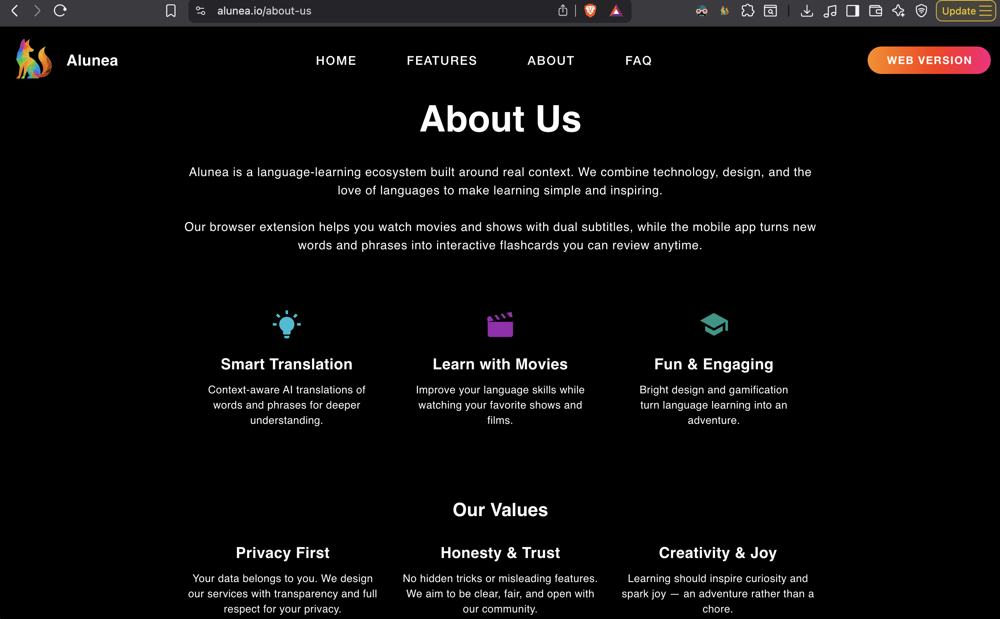 alunea.io/about-us
Update
Alunea
HOME
FEATURES
ABOUT
FAQ
WEB VERSION
About Us
Alunea is a language-learning ecosystem built around real context. We combine technology, design, and the
love of languages to make learning simple and inspiring.
Our browser extension helps you watch movies and shows with dual subtitles, while the mobile app turns new
words and phrases into interactive flashcards you can review anytime.
Smart Translation
Context-aware AI translations of
words and phrases for deeper
understanding.
Learn with Movies
Improve your language skills while
watching your favorite shows and
films.
Fun & Engaging
Bright design and gamification
turn language learning into an
adventure.
Our Values
Privacy First
Your data belongs to you. We design
our services with transparency and full
respect for your privacy.
Honesty & Trust
No hidden tricks or misleading features.
We aim to be clear, fair, and open with
our community.
Creativity & Joy
Learning should inspire curiosity and
spark joy — an adventure rather than a
chore.